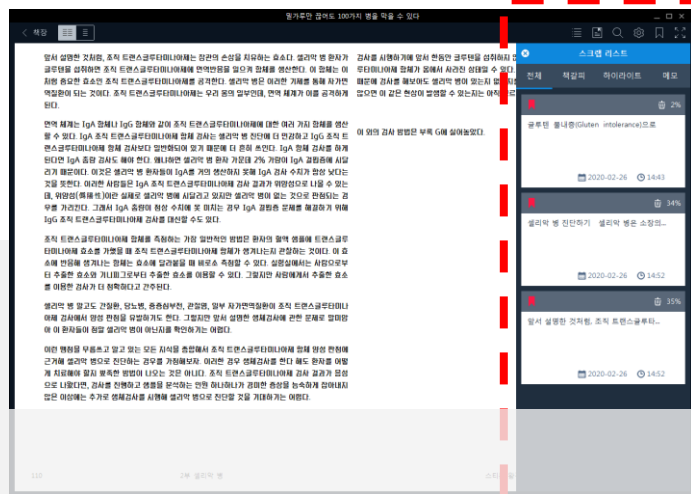 밀가루만 끊어도 100가지 병을 막을 수 있다
책장
앞서 설명한 것처럼, 조직 트랜스글루타미나아제는 장관의 손상을 치유하는 효소다. 셀리악 병 환자가
글루텐을 섭취하면 조직 트랜스글루타미나아제에 면역반응을 일으켜 항체를 생산한다. 이 항체는 이
처럼 중요한 효소인 조직 트랜스글루타미나아제를 공격한다. 셀리악 병은 이러한 기제를 통해 자가면
역질환이 되는 것이다. 조직 트랜스글루타미나아제는 우리 몸의 일부인데, 면역 체계가 이를 공격하게
된다.
면역 체계는 IgA 항체나 IgG 항체와 같이 조직 트랜스글루타미나아제에 대한 여러 가지 항체를 생산
할 수 있다. IgA 조직 트랜스글루타미나아제 항체 검사는 셀리악 병 진단에 더 민감하고 IgG 조직 트
랜스글루타미나아제 항체 검사보다 일반화되어 있기 때문에 더 흔히 쓰인다. IgA 항체 검사를 하게
된다면 IgA 총량 검사도 해야 한다. 왜냐하면 셀리악 병 환자 가운데 2% 가량이 IgA 결핍증에 시달
리기 때문이다. 이것은 셀리악 병 환자들이 IgA를 거의 생산하지 못해 IgA 검사 수치가 항상 낮다는
것을 뜻한다. 이러한 사람들은 IgA 조직 트랜스글루타미나아제 검사 결과가 위양성으로 나올 수 있는
데, 위양성(僞陽性)이란 실제로 셀리악 병에 시달리고 있지만 셀리악 병이 없는 것으로 판정되는 경
우를 가리킨다. 그래서 IgA 총량이 정상 수치에 못 미치는 경우 IgA 결핍증 문제를 해결하기 위해
IgG 조직 트랜스글루타미나아제 검사를 대신할 수도 있다.
조직 트랜스글루타미나아제 항체를 측정하는 가장 일반적인 방법은 환자의 혈액 샘플에 트랜스글루
타미나아제 효소를 가했을 때 조직 트랜스글루타미나아제 항체가 생겨나는지 관찰하는 것이다. 이 효
소에 반응해 생겨나는 항체는 효소에 달라붙을 때 비로소 측정할 수 있다. 실험실에서는 사람으로부
터 추출한 효소와 기니피그로부터 추출한 효소를 이용할 수 있다. 그렇지만 사람에게서 추출한 효소
를 이용한 검사가 더 정확하다고 간주된다.
셀리악 병 말고도 간질환, 당뇨병, 중증심부전, 관절염, 일부 자가면역질환이 조직 트랜스글루타미나
아제 검사에서 양성 판정을 유발하기도 한다. 그렇지만 앞서 설명한 생체검사에 관한 문제로 말미암
아 이 환자들이 정말 셀리악 병이 아닌지를 확인하기는 어렵다.
이런 맹점을 무릅쓰고 알고 있는 모든 지식을 총합해서 조직 트랜스글루타미나아제 항체 양성 판정에
근거해 셀리악 병으로 진단하는 경우를 가정해보자. 이러한 경우 생체검사를 한다 해도 환자를 어떻
게 치료해야 할지 뾰족한 방법이 나오는 것은 아니다. 조직 트랜스글루타미나아제 검사 결과가 음성
으로 나왔다면, 검사를 진행하고 샘플을 분석하는 인원 하나하나가 경미한 증상을 능숙하게 잡아내지
않은 이상에는 추가로 생체검사를 시행해 셀리악 병으로 진단할 것을 기대하기는 어렵다.
110
2부 셀리악 병
검사를 시행하기에 앞서 한동안 글루텐을 섭취하지
루타미나아제 항체가 몸에서 사라진 상태일 수 있다.
때문에 검사를 해보아도 셀리악 병이 있는지 없
않으면 이 같은 현상이 발생할 수 있는지는 아직
이 외의 검사 방법은 부록 G에 실어놓았다.
스크랩 리스트
전체 책갈피 하이라이트 메모
2%
글루텐 불내증(Gluten intolerance)으로
2020-02-26 14:53
34%
셀리악 병 진단하기 셀리악 병은 소장의...
2020-02-26 14:52
35%
앞서 설명한 것처럼, 조직 트랜스글루타...
2020-02-26 14:52